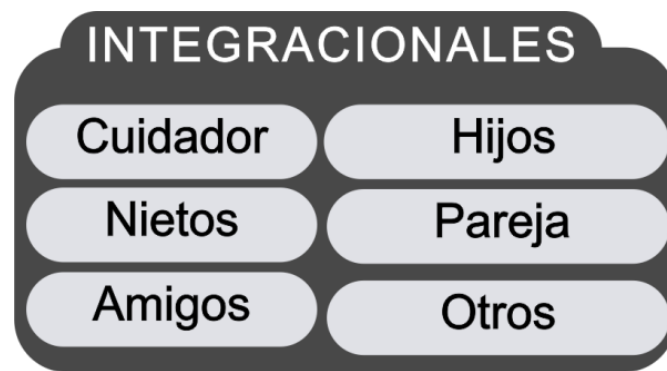 INTEGRACIONALES
Cuidador
Hijos
Nietos
Pareja
Amigos
Otros